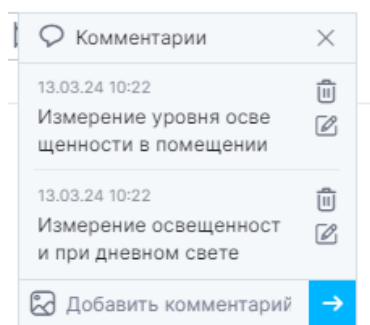 Комментарии
13.03.24 10:22
Измерение уровня осве
щенности в помещении
13.03.24 10:22
Измерение освещенност
и при дневном свете
Добавить комментарий